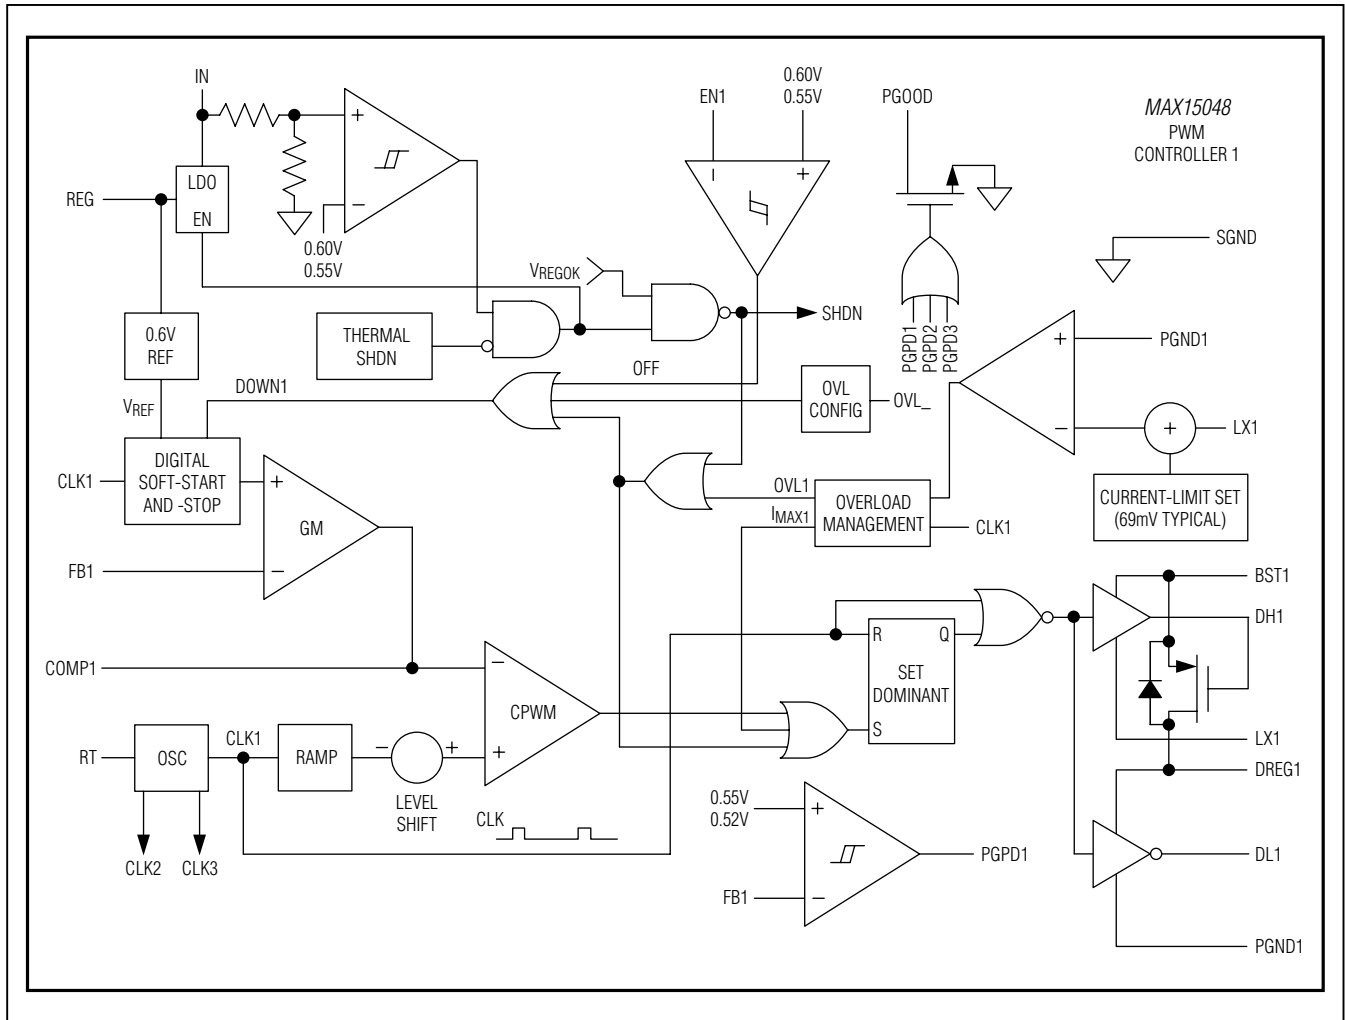 MAX15048
PWM
CONTROLLER 1
IN
LDO
EN
REG
+
−
0.60V
0.55V
EN1
0.60V
0.55V
−
+
PGOOD
SGND
VREGOK
SHDN
THERMAL
SHDN
0.6V
REF
VREF
DOWN1
OFF
OVL
CONFIG
OVL_
PGPD1
PGPD2
PGPD3
+
−
PGND1
+
LX1
CURRENT-LIMIT SET
(69mV TYPICAL)
CLK1
DIGITAL
SOFT-START
AND -STOP
+
GM
−
FB1
OVL1
IMAX1
OVERLOAD
MANAGEMENT
CLK1
COMP1
−
CPWM
+
RT
OSC
CLK1
RAMP
−
+
LEVEL
SHIFT
CLK2
CLK3
CLK
R
Q
SET
DOMINANT
S
0.55V
0.52V
+
−
FB1
PGPD1
BST1
DH1
LX1
DREG1
DL1
PGND1